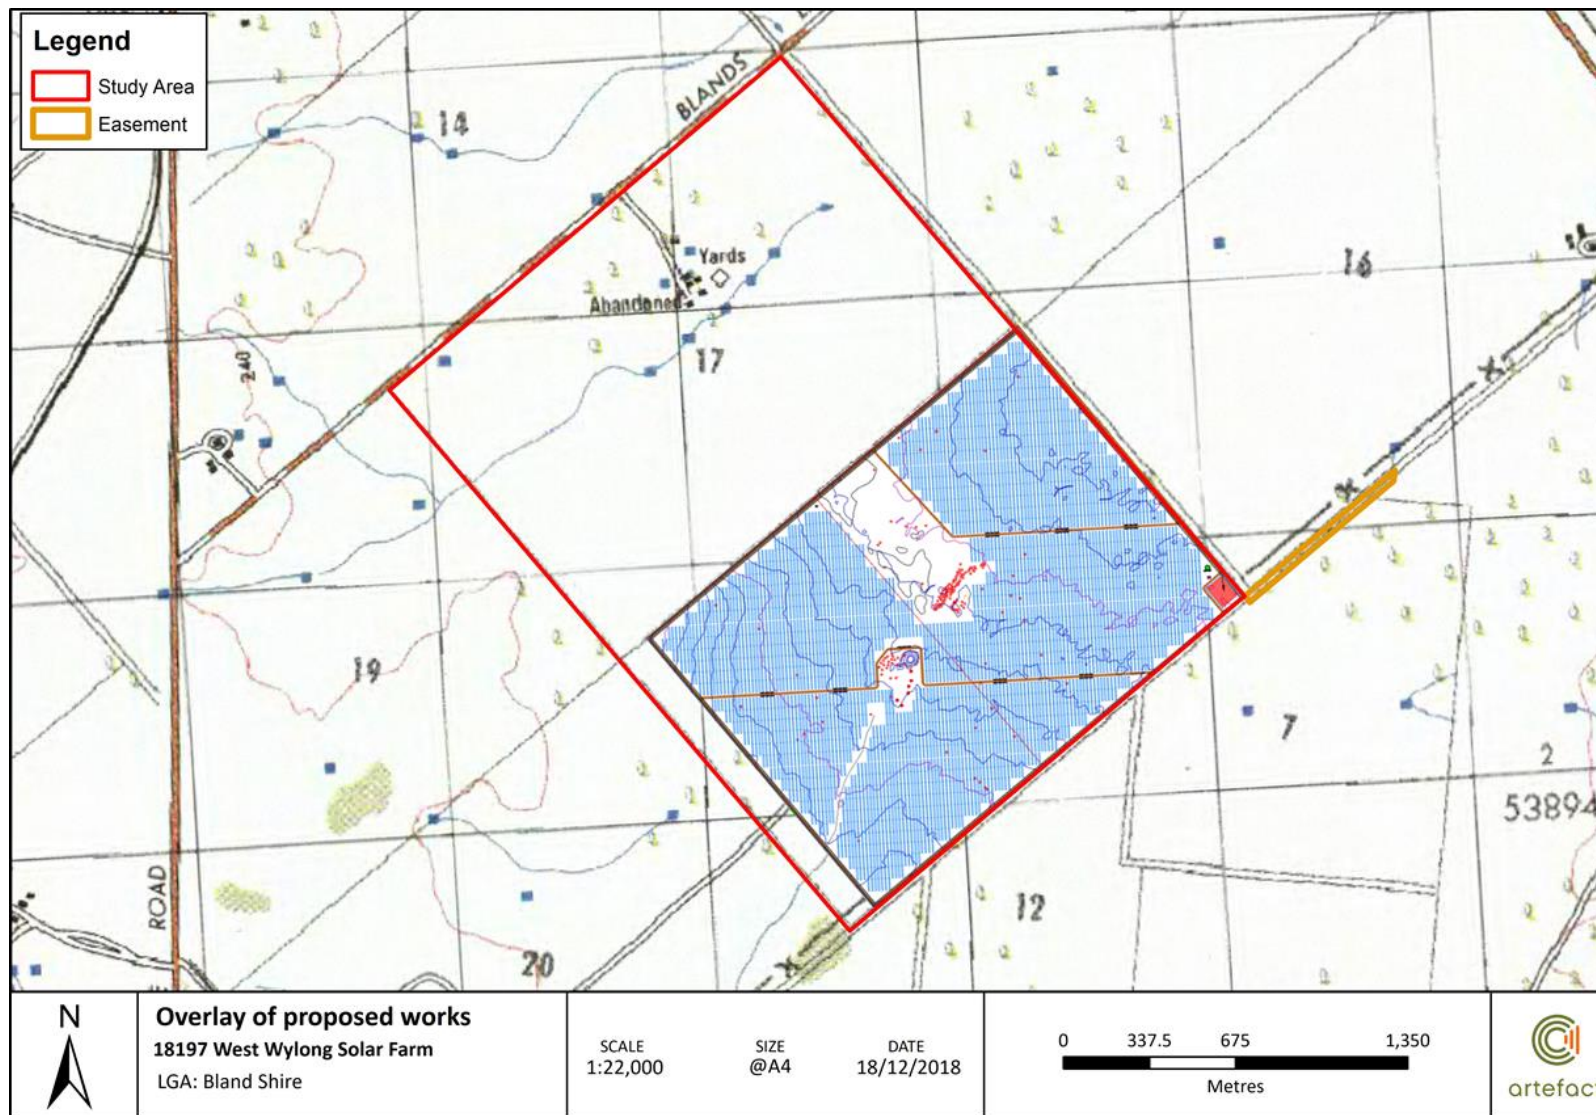 Legend
Study Area
Easement
BLANDS
14
Yards
Abandoned
16
17
240
19
7
2
53894
12
20
ROAD
X
X
X
N
Overlay of proposed works
18197 West Wylong Solar Farm
LGA: Bland Shire
SCALE
1:22,000
SIZE
@A4
DATE
18/12/2018
0 337.5 675 1,350
Metres
artefact